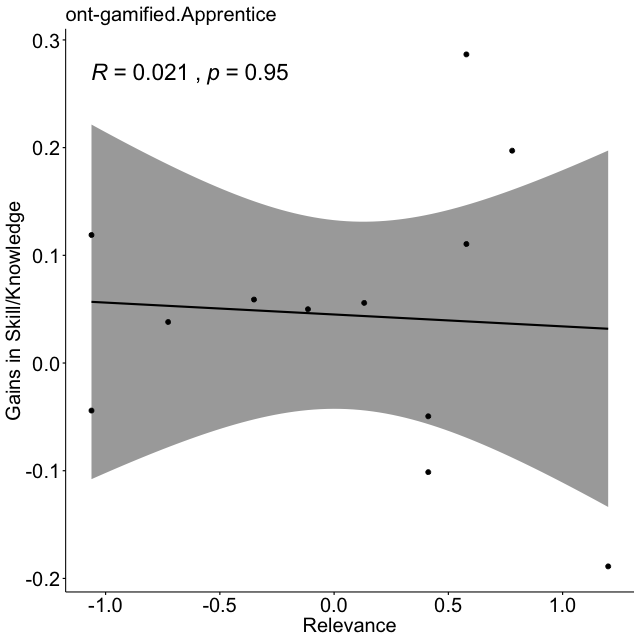 ont-gamified.Apprentice
R = 0.021 , p = 0.95
0.3
0.2
0.1
0.0
-0.1
-0.2
Gains in Skill/Knowledge
-1.0 -0.5 0.0 0.5 1.0
Relevance